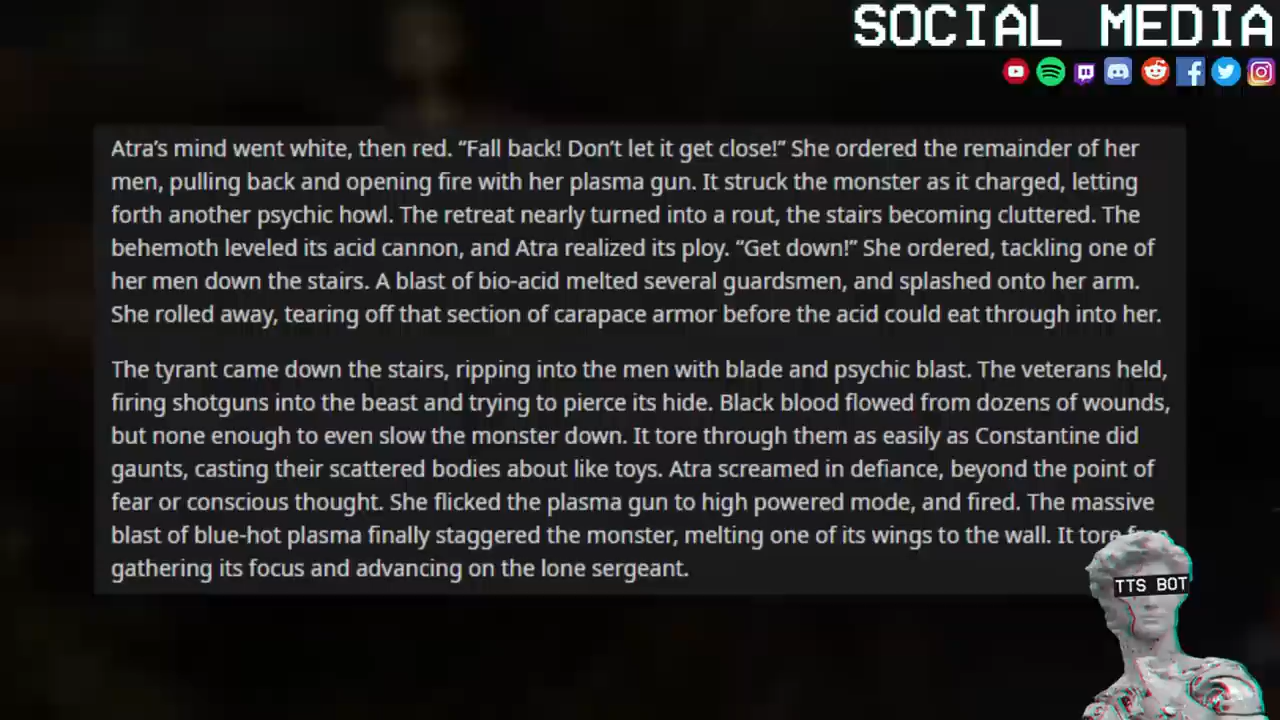 SOCIAL MEDIA
Atra’s mind went white, then red. “Fall back! Don’t let it get close!” She ordered the remainder of her
men, pulling back and opening fire with her plasma gun. It struck the monster as it charged, letting
forth another psychic howl. The retreat nearly turned into a rout, the stairs becoming cluttered. The
behemoth leveled its acid cannon, and Atra realized its ploy. “Get down!” She ordered, tackling one of
her men down the stairs. A blast of bio-acid melted several guardsmen, and splashed onto her arm.
She rolled away, tearing off that section of carapace armor before the acid could eat through into her.
The tyrant came down the stairs, ripping into the men with blade and psychic blast. The veterans held,
firing shotguns into the beast and trying to pierce its hide. Black blood flowed from dozens of wounds,
but none enough to even slow the monster down. It tore through them as easily as Constantine did
gaunts, casting their scattered bodies about like toys. Atra screamed in defiance, beyond the point of
fear or conscious thought. She flicked the plasma gun to high powered mode, and fired. The massive
blast of blue-hot plasma finally staggered the monster, melting one of its wings to the wall. It tore
gathering its focus and advancing on the lone sergeant.
TTS BOT